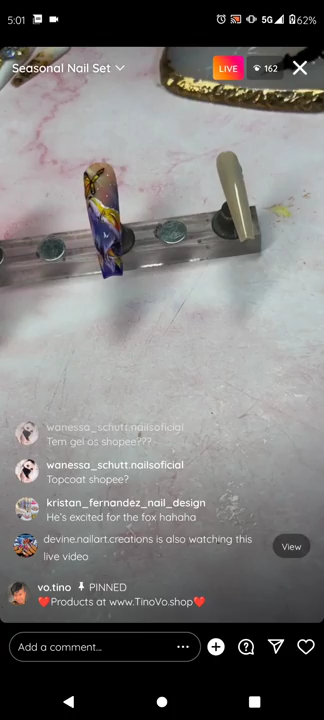 5:01
5G 62%
Seasonal Nail Set
LIVE
162
wanessa_schutt.nailsoficial
Tem gel os shopee???
wanessa_schutt.nailsoficial
Topcoat shopee?
kristan_fernandez_nail_design
He's excited for the fox hahaha
devine.nailart.creations is also watching this
live video
View
vo.tino PINNED
❤️Products at www.TinoVo.shop❤️
Add a comment...